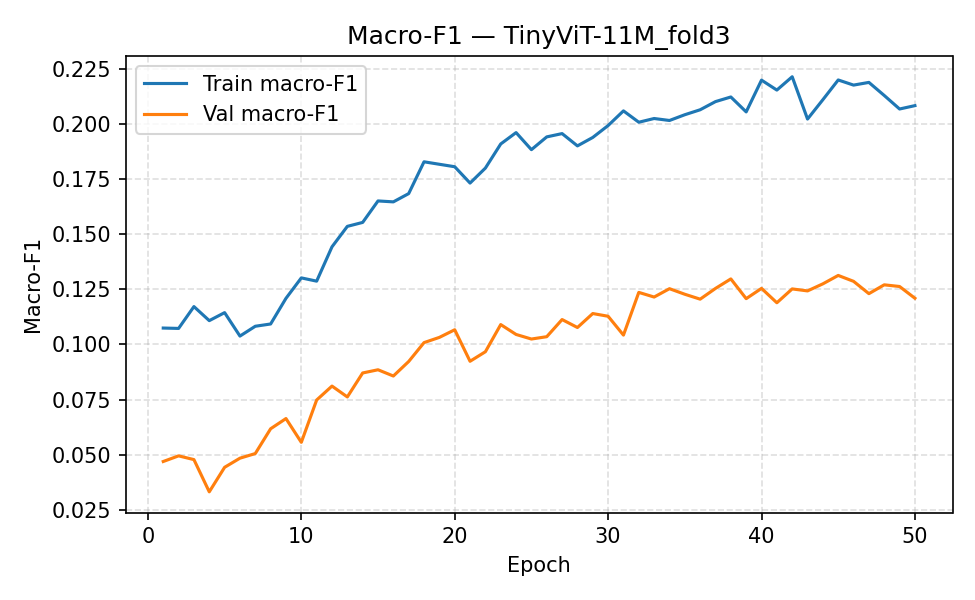 Macro-F1 — TinyViT-11M_fold3
Train macro-F1
Val macro-F1
Macro-F1
0.225
0.200
0.175
0.150
0.125
0.100
0.075
0.050
0.025
0 10 20 30 40 50
Epoch